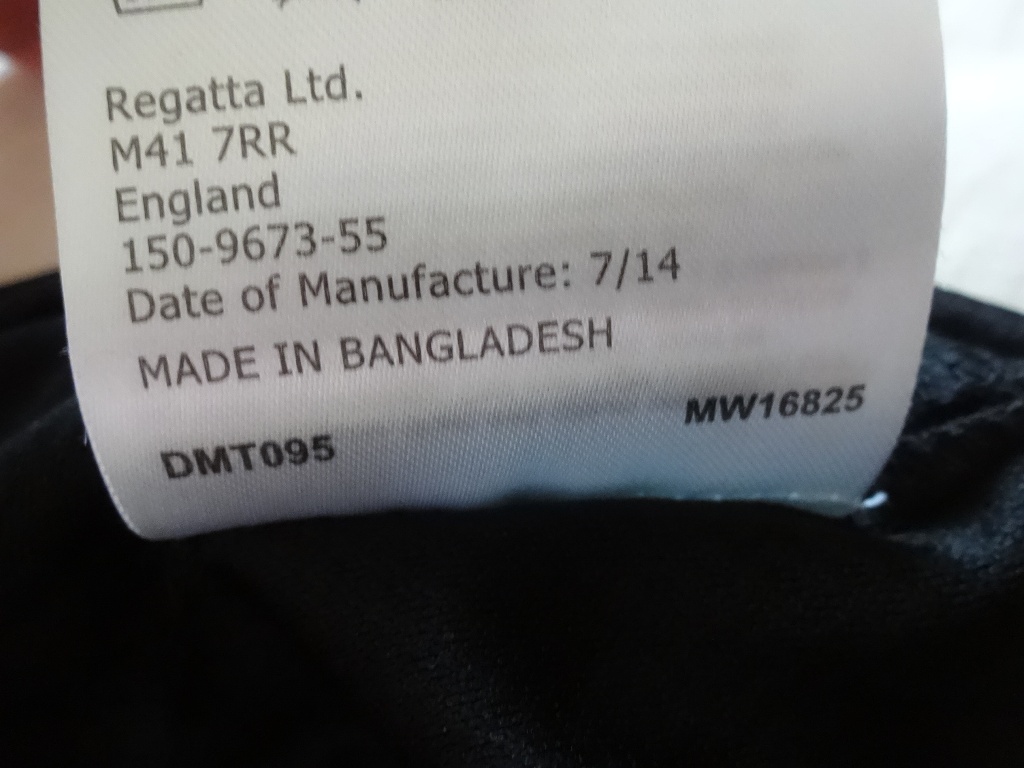 Regatta Ltd.
M41 7RR
England
150-9673-55
Date of Manufacture: 7/14
MADE IN BANGLADESH
DMT095 MW16825